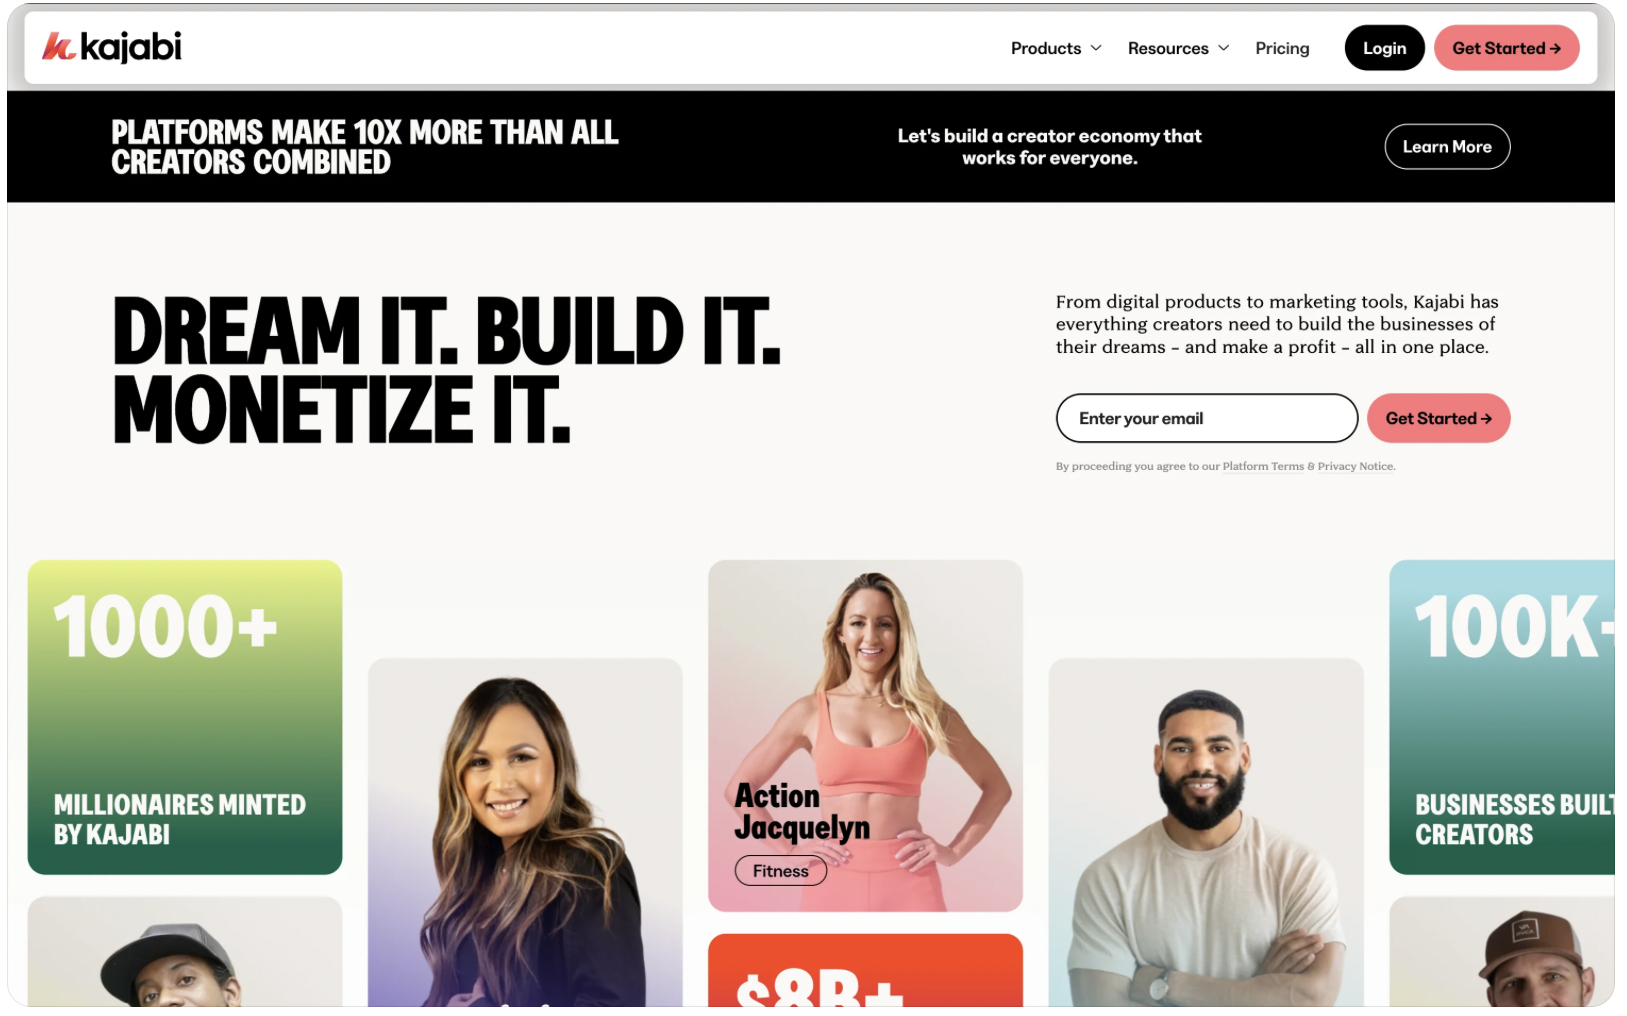 kajabi
Products
Resources
Pricing
Login
Get Started →
PLATFORMS MAKE 10X MORE THAN ALL
CREATORS COMBINED
Let's build a creator economy that
works for everyone.
Learn More
DREAM IT. BUILD IT.
MONETIZE IT.
From digital products to marketing tools, Kajabi has
everything creators need to build the businesses of
their dreams – and make a profit – all in one place.
Enter your email
Get Started →
By proceeding you agree to our Platform Terms & Privacy Notice.
1000+
MILLIONAIRES MINTED
BY KAJABI
Action
Jacquelyn
Fitness
$8B+
100K+
BUSINESSES BUILT
CREATORS
RVCA